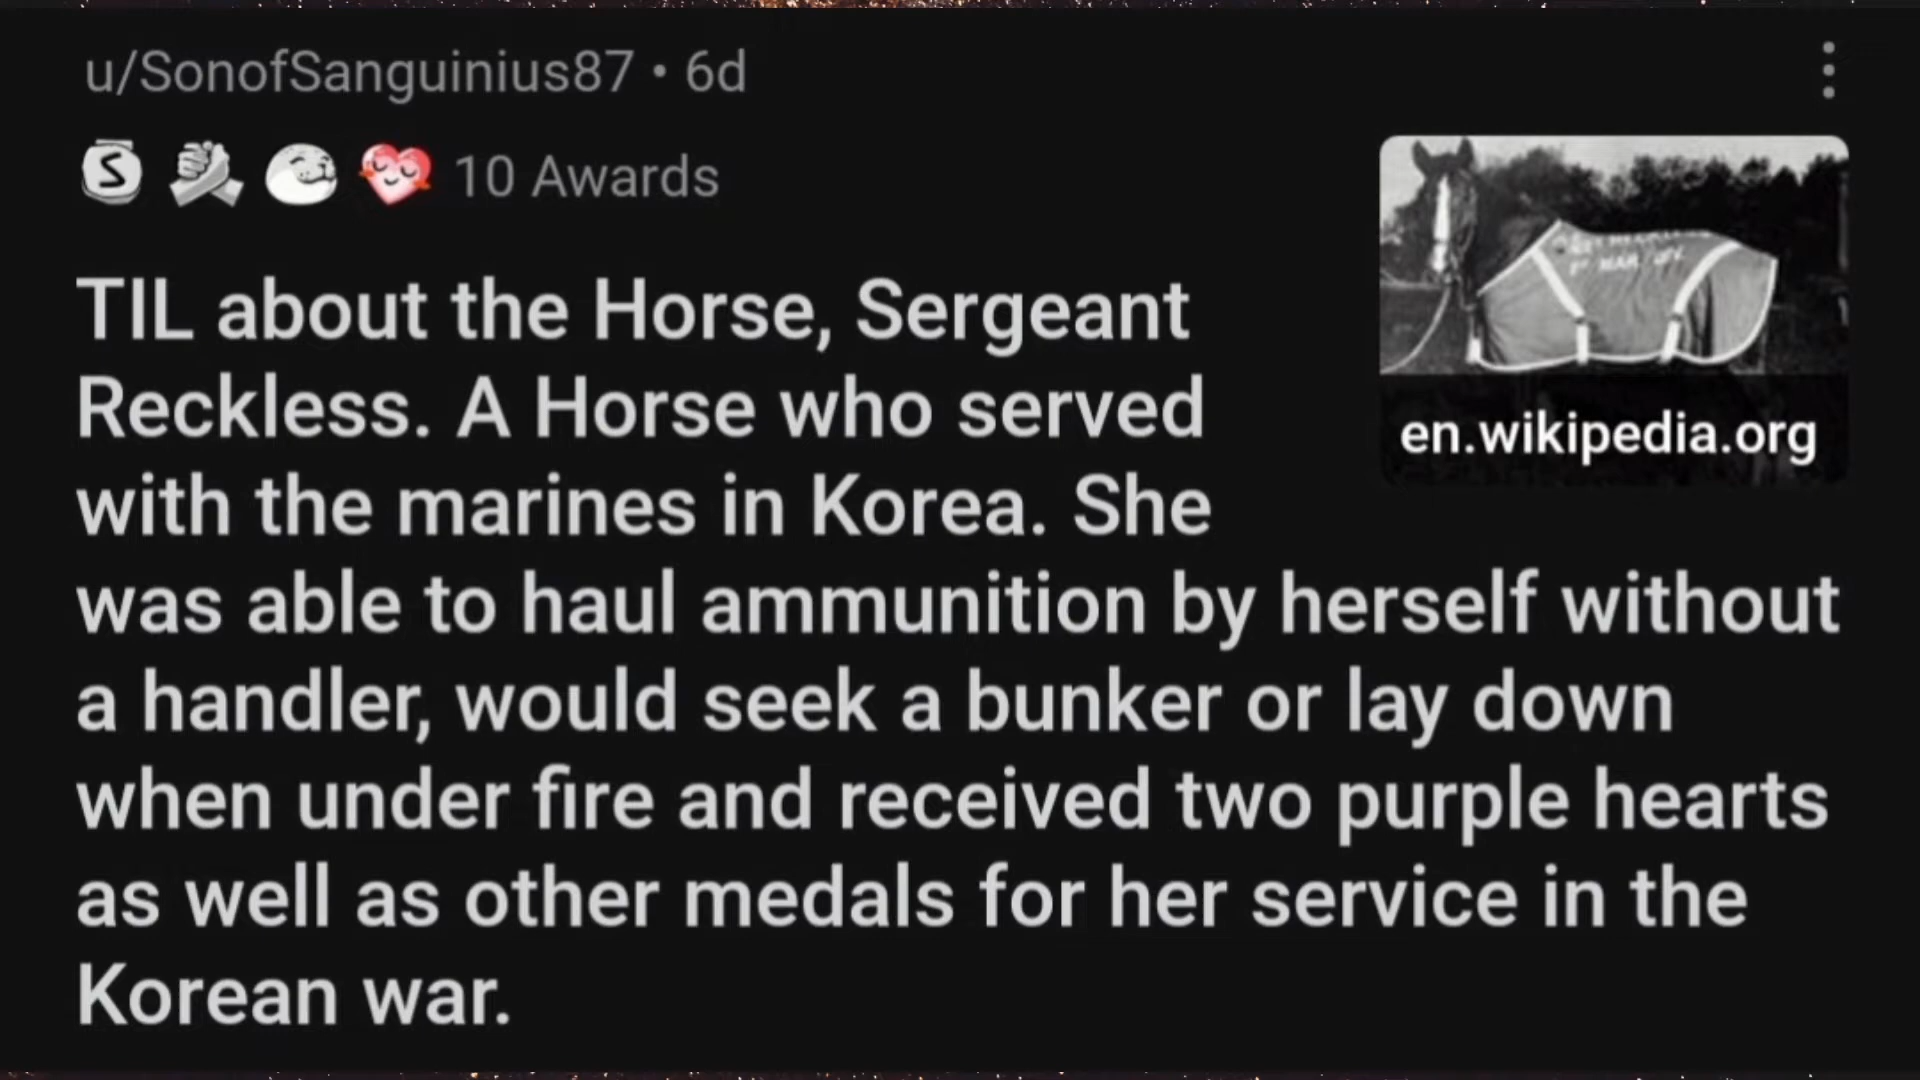 u/SonofSanguinius87 • 6d
10 Awards
TIL about the Horse, Sergeant
Reckless. A Horse who served
with the marines in Korea. She
was able to haul ammunition by herself without
a handler, would seek a bunker or lay down
when under fire and received two purple hearts
as well as other medals for her service in the
Korean war.
en.wikipedia.org